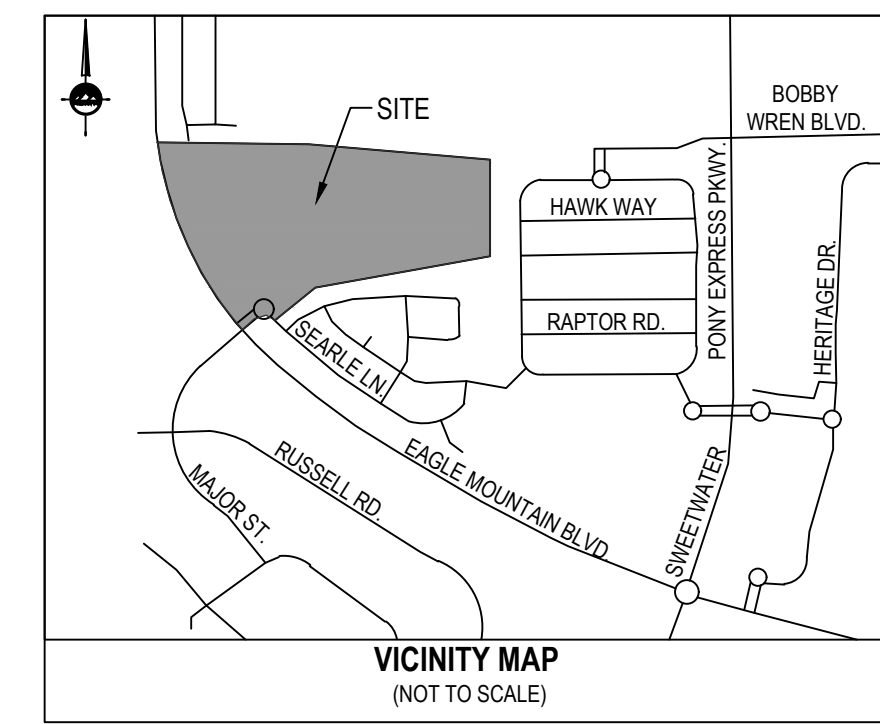 SITE
BOBBY
WREN BLVD.
HAWK WAY
PONY EXPRESS PKWY.
HERITAGE DR.
RAPTOR RD.
SEARLE LN.
EAGLE MOUNTAIN BLVD.
RUSSELL RD.
MAJOR ST.
SWEETWATER
VICINITY MAP
(NOT TO SCALE)